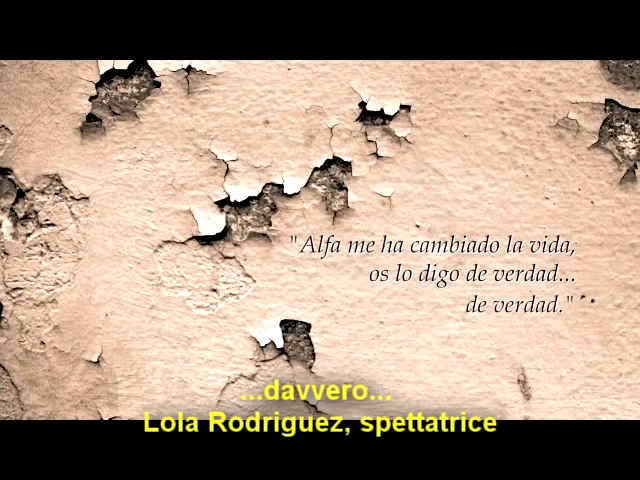 "Alfa me ha cambiado la vida,
os lo digo de verdad...
de verdad."
...davvero...
Lola Rodriguez, spettatrice